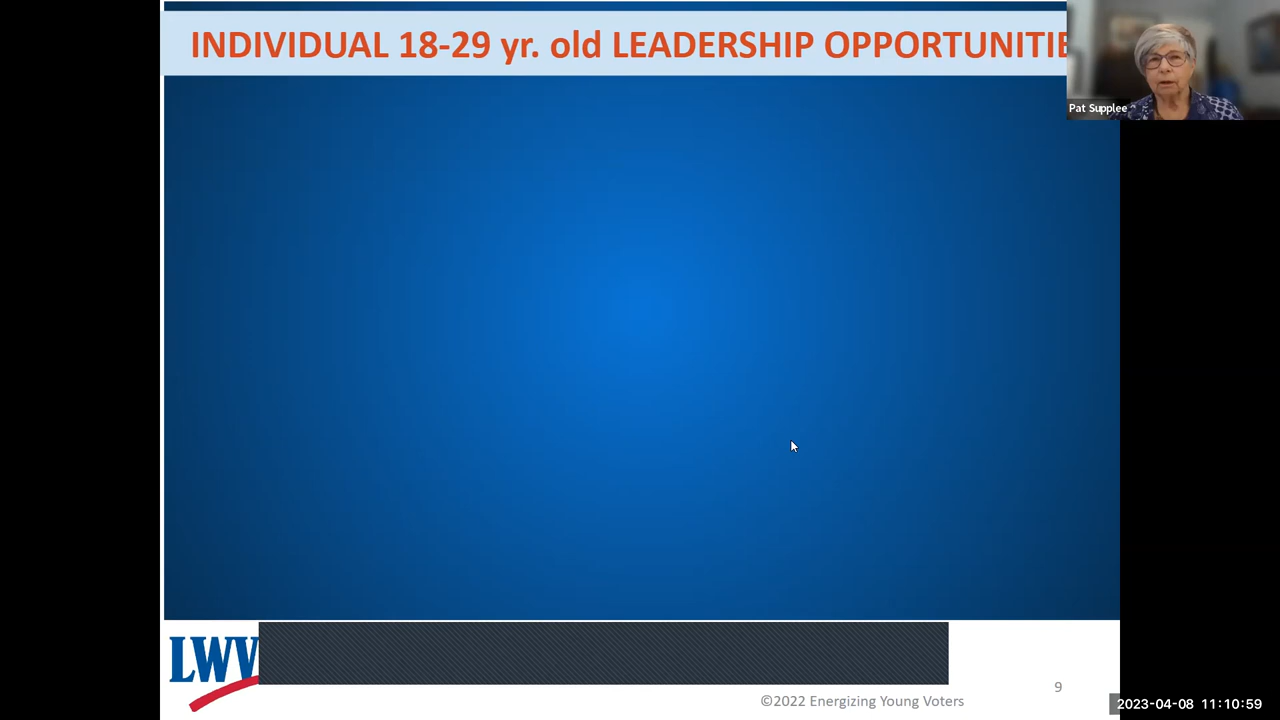 INDIVIDUAL 18-29 yr. old LEADERSHIP OPPORTUNITIE
Pat Supplee
LWV
©2022 Energizing Young Voters
9
2023-04-08 11:10:59